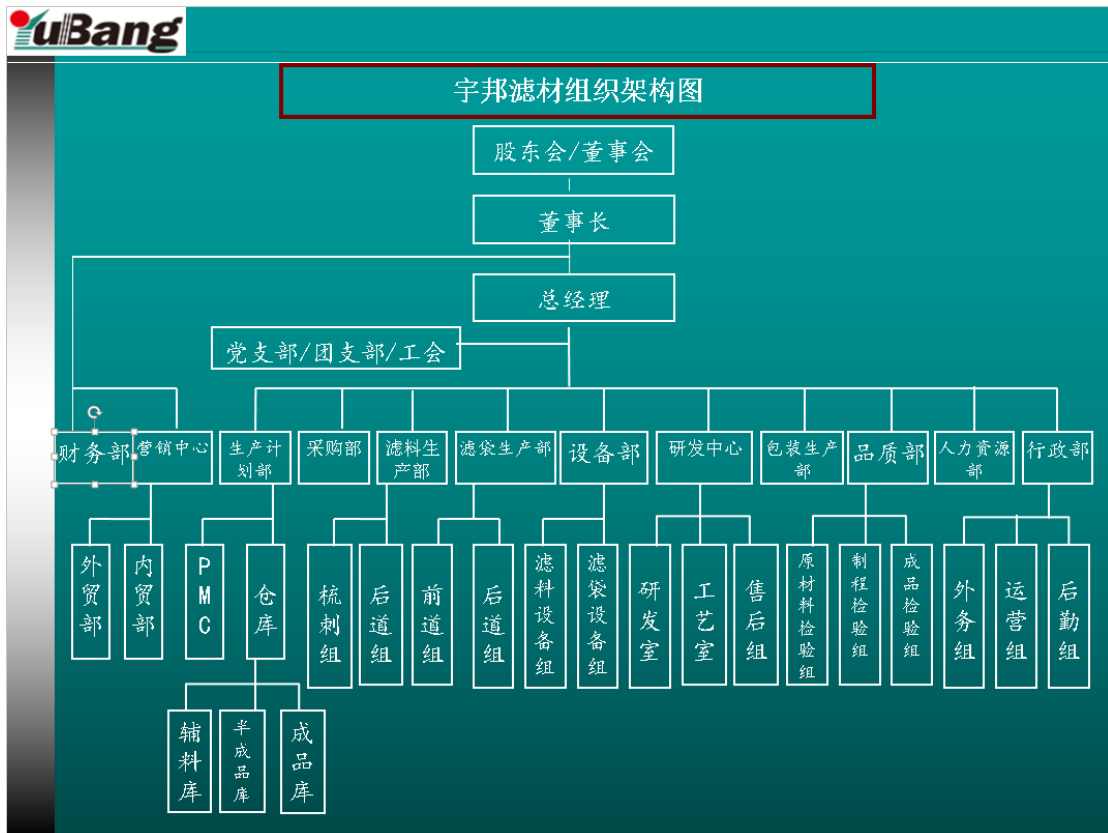 YuBang
宇邦滤材组织架构图
股东会/董事会
董事长
总经理
党支部/团支部/工会
财务部
营销中心
生产计
划部
采购部
滤料生
产部
滤袋生产部
设备部
研发中心
包装生产
部
品质部
人力资源
部
行政部
外贸部
内贸部
PMC
仓库
梳刺组
后道组
前道组
后道组
滤料设备组
滤袋设备组
研发室
工艺室
售后组
原材料检验组
制程检验组
成品检验组
外务组
运营组
后勤组
辅料库
半成品库
成品库